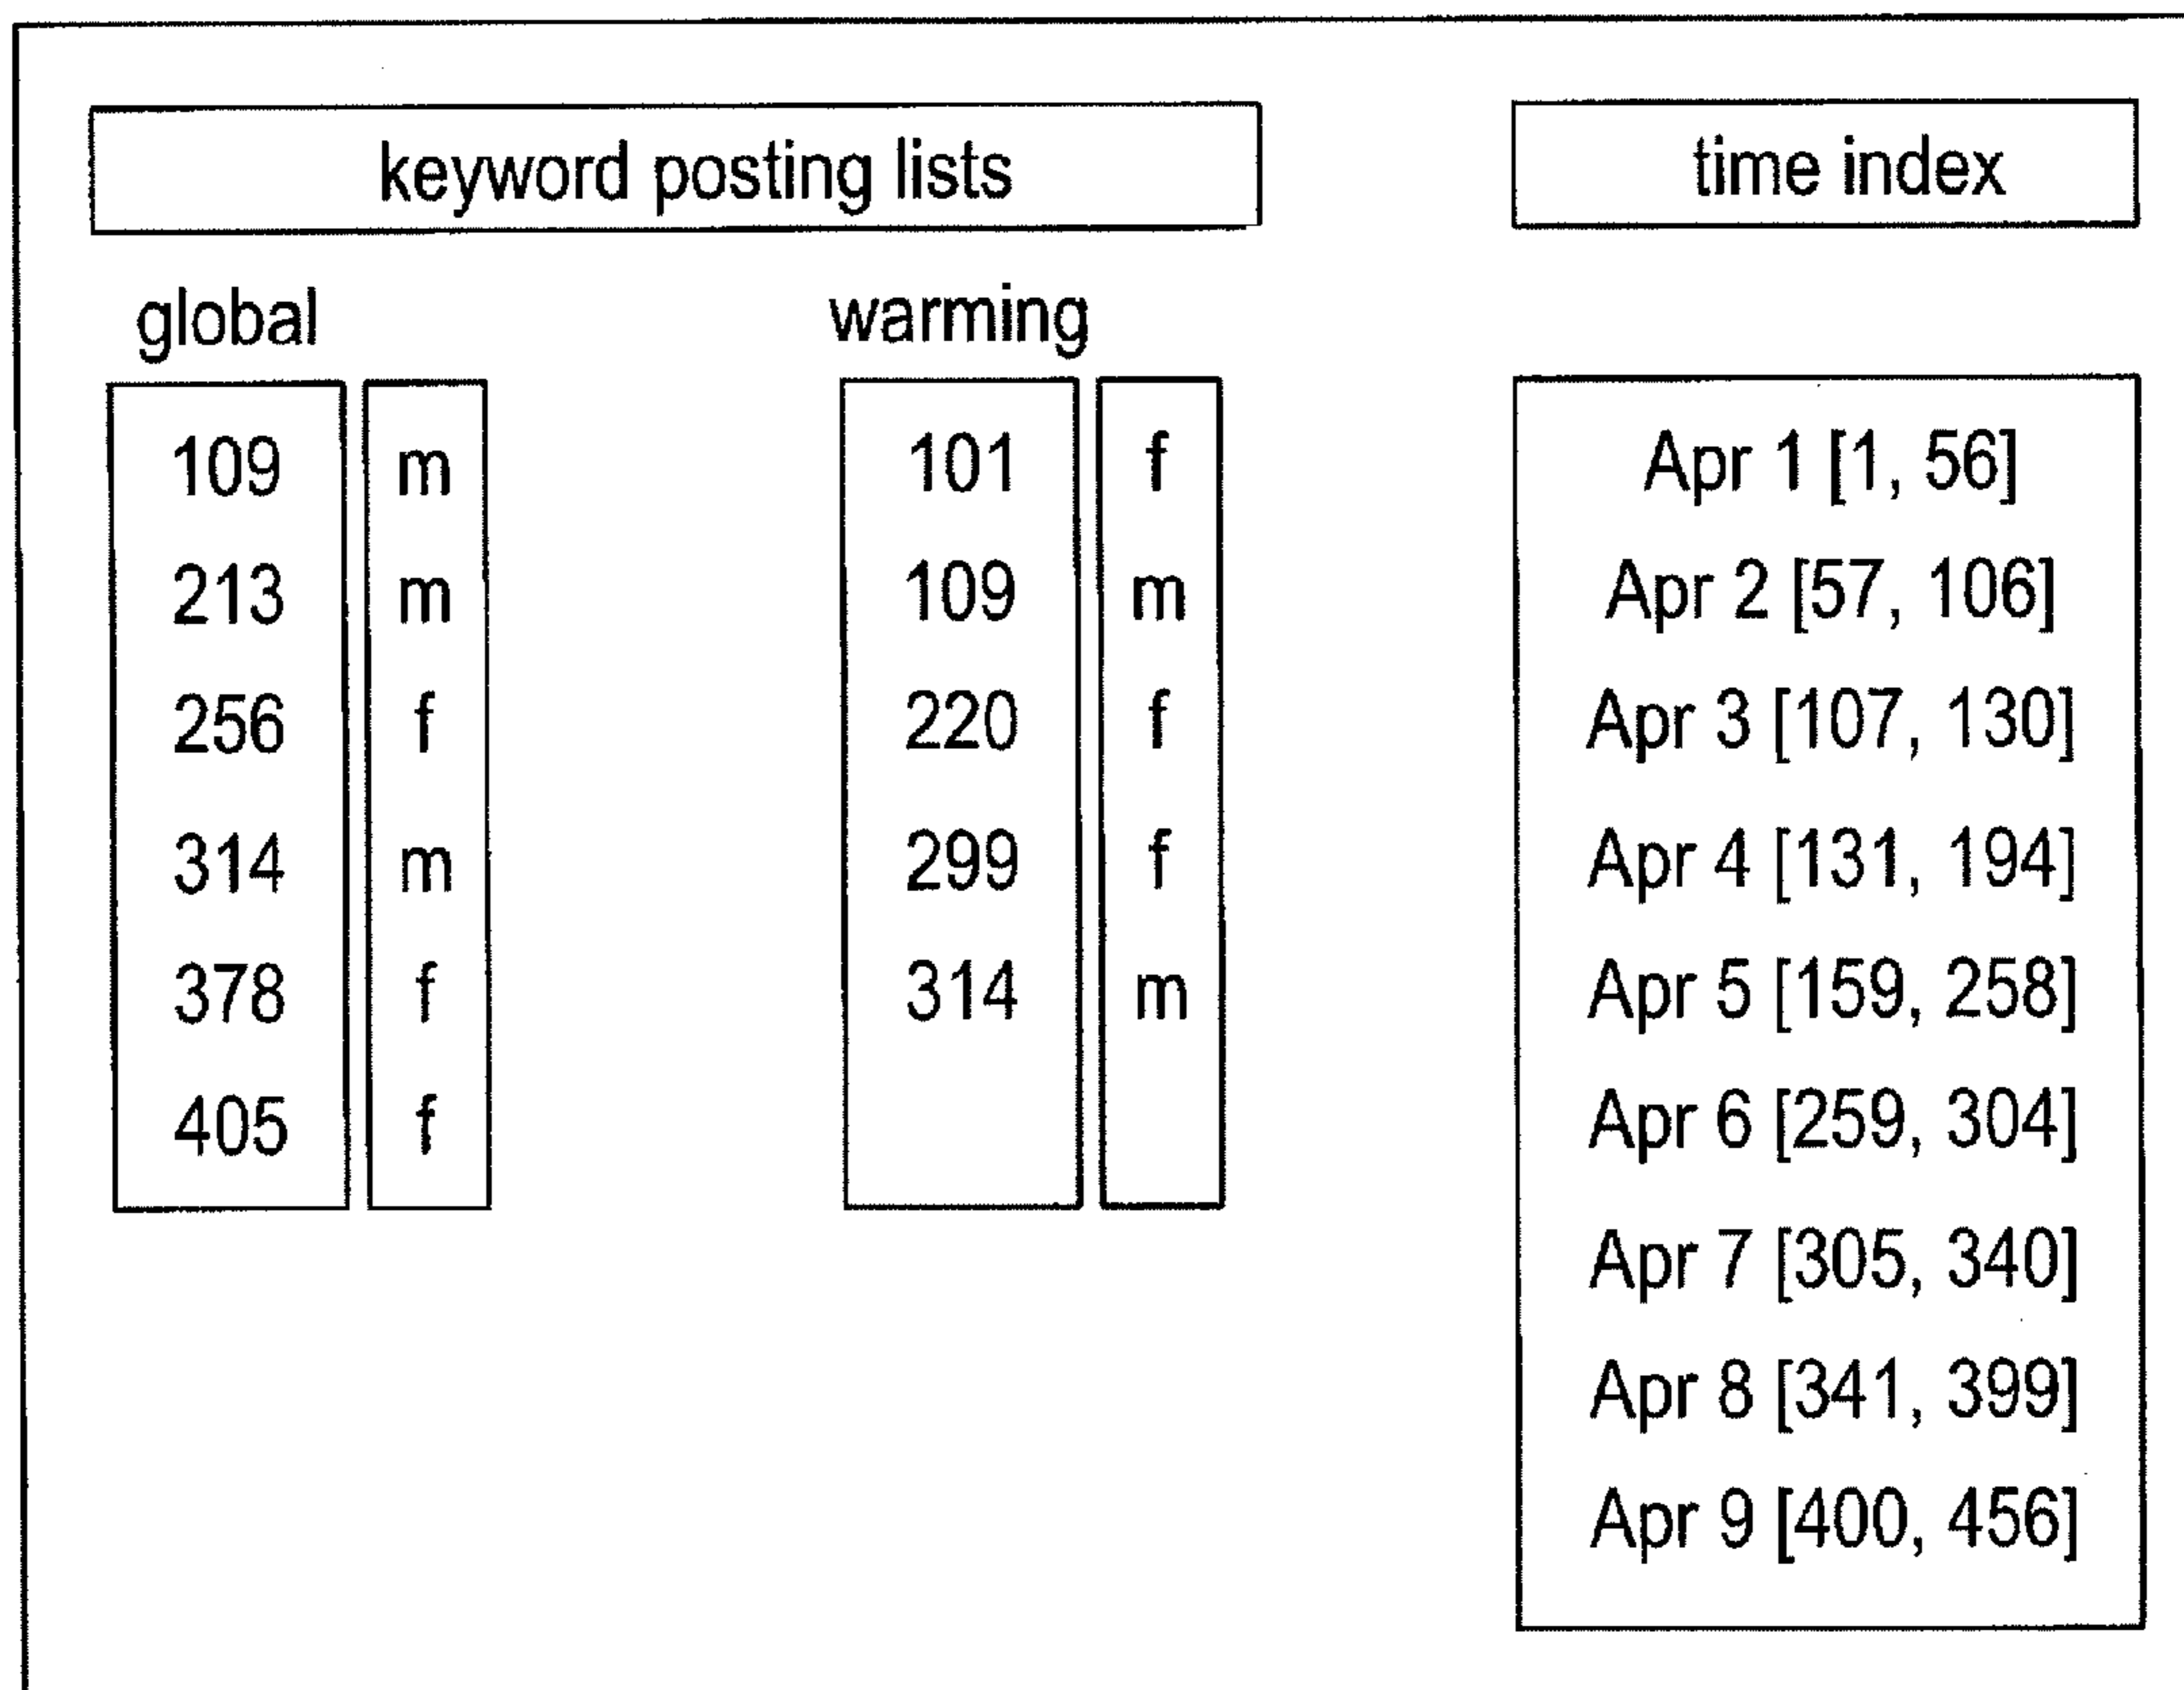 keyword posting lists
time index
global
warming
109 m
213 m
256 f
314 m
378 f
405 f
101 f
109 m
220 f
299 f
314 m
Apr 1 [1, 56]
Apr 2 [57, 106]
Apr 3 [107, 130]
Apr 4 [131, 194]
Apr 5 [159, 258]
Apr 6 [259, 304]
Apr 7 [305, 340]
Apr 8 [341, 399]
Apr 9 [400, 456]